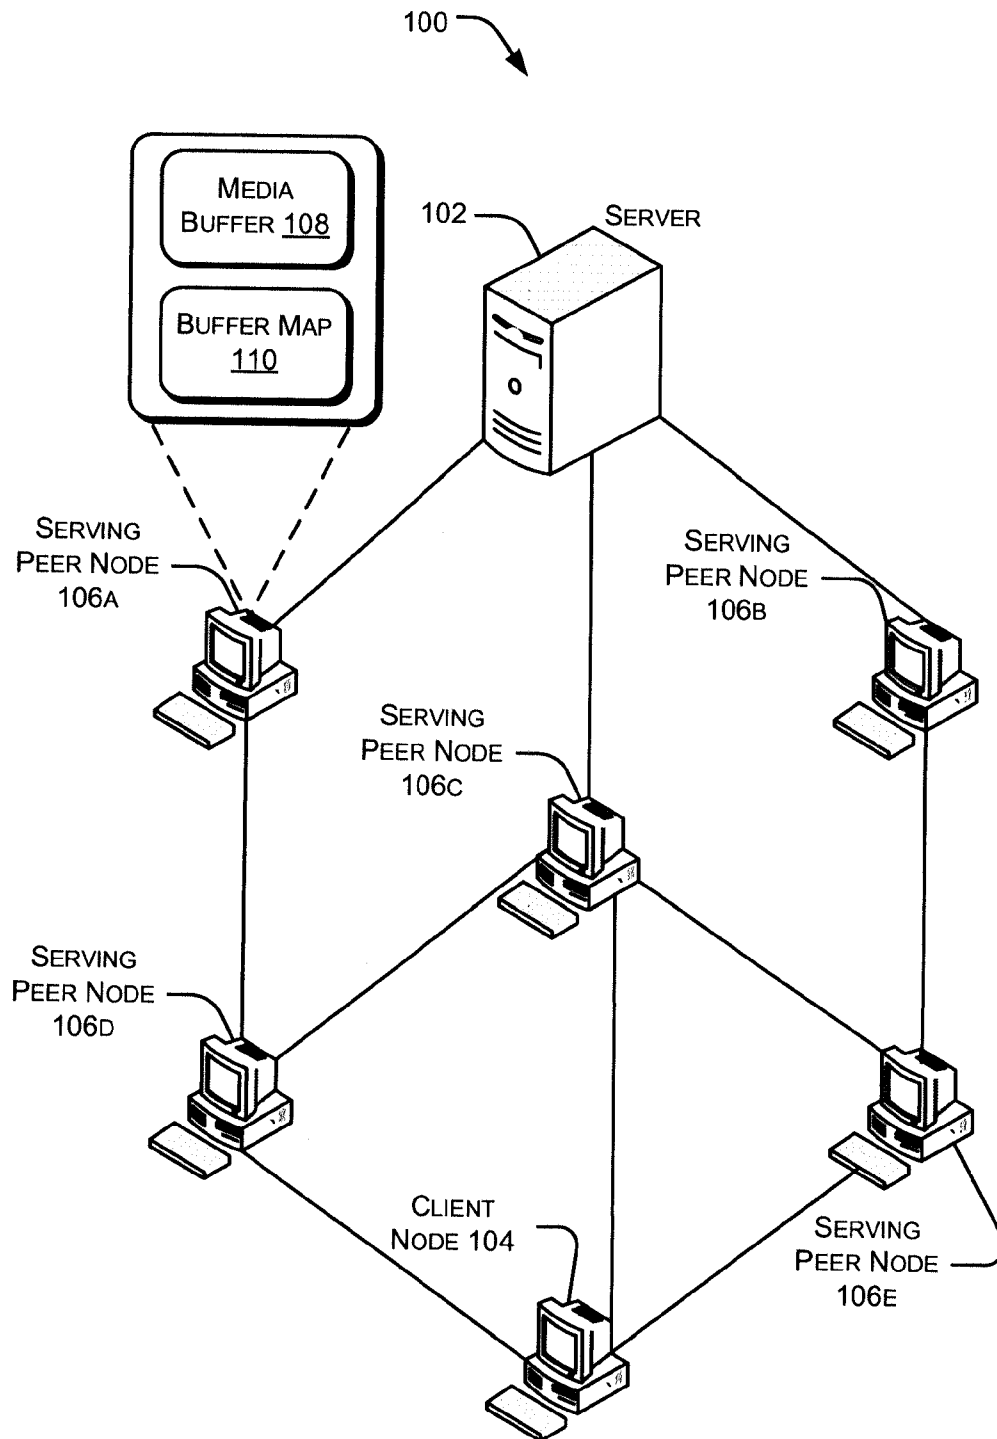 100
MEDIA
BUFFER 108
BUFFER MAP
110
102
SERVER
SERVING
PEER NODE
106A
SERVING
PEER NODE
106B
SERVING
PEER NODE
106C
SERVING
PEER NODE
106D
CLIENT
NODE 104
SERVING
PEER NODE
106E